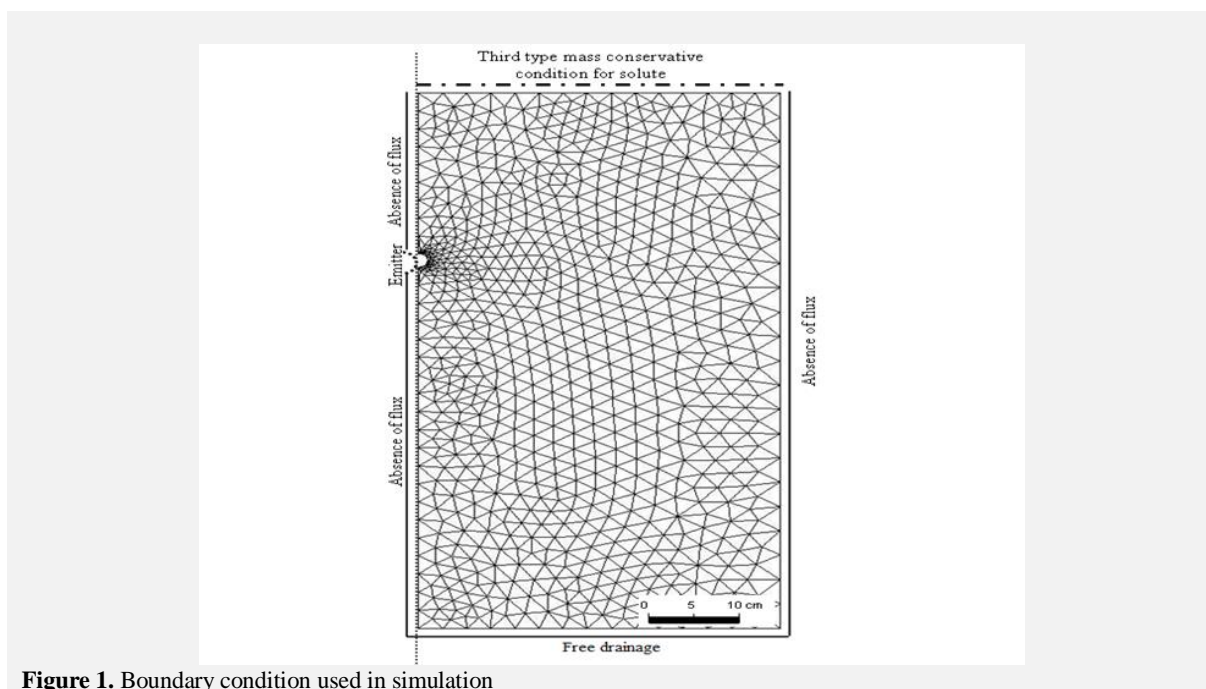 Third type mass conservative
condition for solute
Absence of flux
Emitter
Absence of flux
Absence of flux
0 5 10 cm
Free drainage
Figure 1. Boundary condition used in simulation